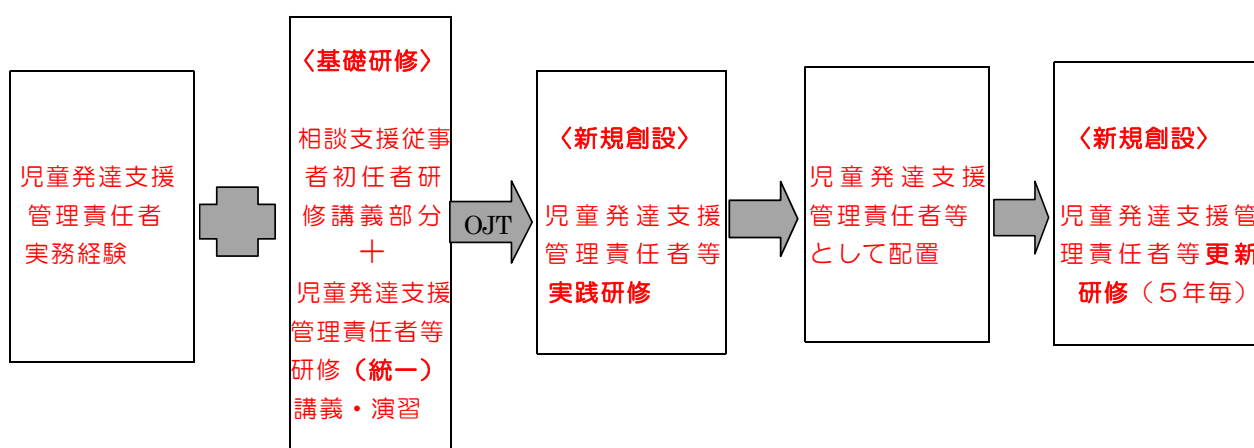 児童発達支援
管理責任者
実務経験
〈基礎研修〉
相談支援従事
者初任者研
修講義部分
＋
児童発達支援
管理責任者等
研修（統一）
講義・演習
OJT
〈新規創設〉
児童発達支援
管理責任者等
実践研修
児童発達支援
管理責任者等
として配置
〈新規創設〉
児童発達支援管
理責任者等更新
研修（５年毎）